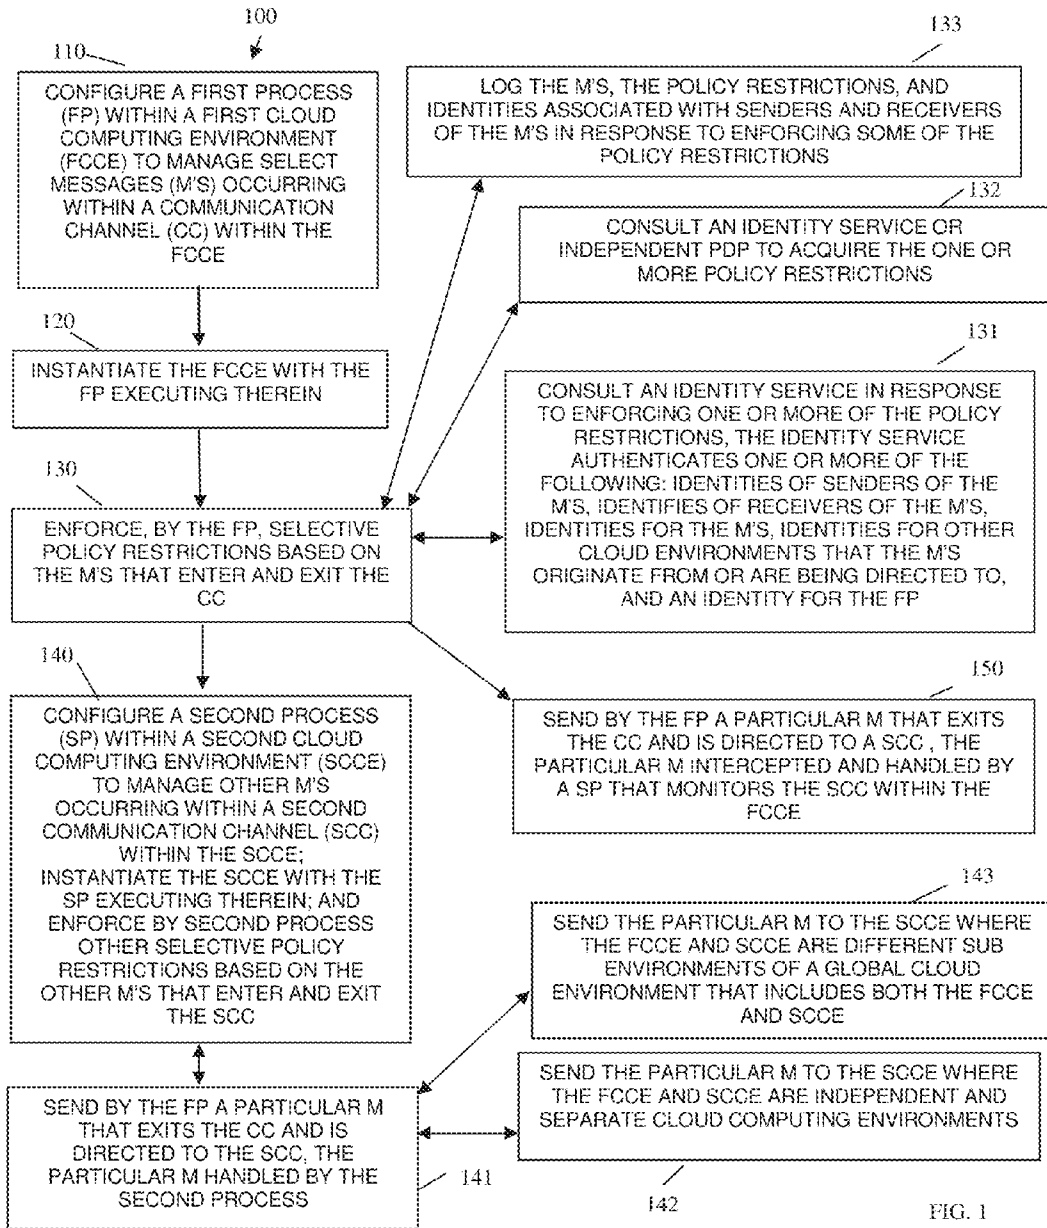 100
110
CONFIGURE A FIRST PROCESS
(FP) WITHIN A FIRST CLOUD
COMPUTING ENVIRONMENT
(FCCE) TO MANAGE SELECT
MESSAGES (M'S) OCCURRING
WITHIN A COMMUNICATION
CHANNEL (CC) WITHIN THE
FCCE
133
LOG THE M'S, THE POLICY RESTRICTIONS, AND
IDENTITIES ASSOCIATED WITH SENDERS AND RECEIVERS
OF THE M'S IN RESPONSE TO ENFORCING SOME OF THE
POLICY RESTRICTIONS
132
CONSULT AN IDENTITY SERVICE OR
INDEPENDENT PDP TO ACQUIRE THE ONE OR
MORE POLICY RESTRICTIONS
120
INSTANTIATE THE FCCE WITH THE
FP EXECUTING THEREIN
131
CONSULT AN IDENTITY SERVICE IN RESPONSE
TO ENFORCING ONE OR MORE OF THE POLICY
RESTRICTIONS, THE IDENTITY SERVICE
AUTHENTICATES ONE OR MORE OF THE
FOLLOWING: IDENTITIES OF SENDERS OF THE
M'S, IDENTIFIES OF RECEIVERS OF THE M'S,
IDENTITIES FOR THE M'S, IDENTITIES FOR OTHER
CLOUD ENVIRONMENTS THAT THE M'S
ORIGINATE FROM OR ARE BEING DIRECTED TO,
AND AN IDENTITY FOR THE FP
130
ENFORCE, BY THE FP, SELECTIVE
POLICY RESTRICTIONS BASED ON
THE M'S THAT ENTER AND EXIT THE
CC
140
CONFIGURE A SECOND PROCESS
(SP) WITHIN A SECOND CLOUD
COMPUTING ENVIRONMENT (SCCE)
TO MANAGE OTHER M'S
OCCURRING WITHIN A SECOND
COMMUNICATION CHANNEL (SCC)
WITHIN THE SCCE;
INSTANTIATE THE SCCE WITH THE
SP EXECUTING THEREIN; AND
ENFORCE BY SECOND PROCESS
OTHER SELECTIVE POLICY
RESTRICTIONS BASED ON THE
OTHER M'S THAT ENTER AND EXIT
THE SCC
150
SEND BY THE FP A PARTICULAR M THAT EXITS
THE CC AND IS DIRECTED TO A SCC , THE
PARTICULAR M INTERCEPTED AND HANDLED BY
A SP THAT MONITORS THE SCC WITHIN THE
FCCE
143
SEND THE PARTICULAR M TO THE SCCE WHERE
THE FCCE AND SCCE ARE DIFFERENT SUB
ENVIRONMENTS OF A GLOBAL CLOUD
ENVIRONMENT THAT INCLUDES BOTH THE FCCE
AND SCCE
SEND THE PARTICULAR M TO THE SCCE WHERE
THE FCCE AND SCCE ARE INDEPENDENT AND
SEPARATE CLOUD COMPUTING ENVIRONMENTS
142
SEND BY THE FP A PARTICULAR M
THAT EXITS THE CC AND IS
DIRECTED TO THE SCC, THE
PARTICULAR M HANDLED BY THE
SECOND PROCESS
141
FIG. 1